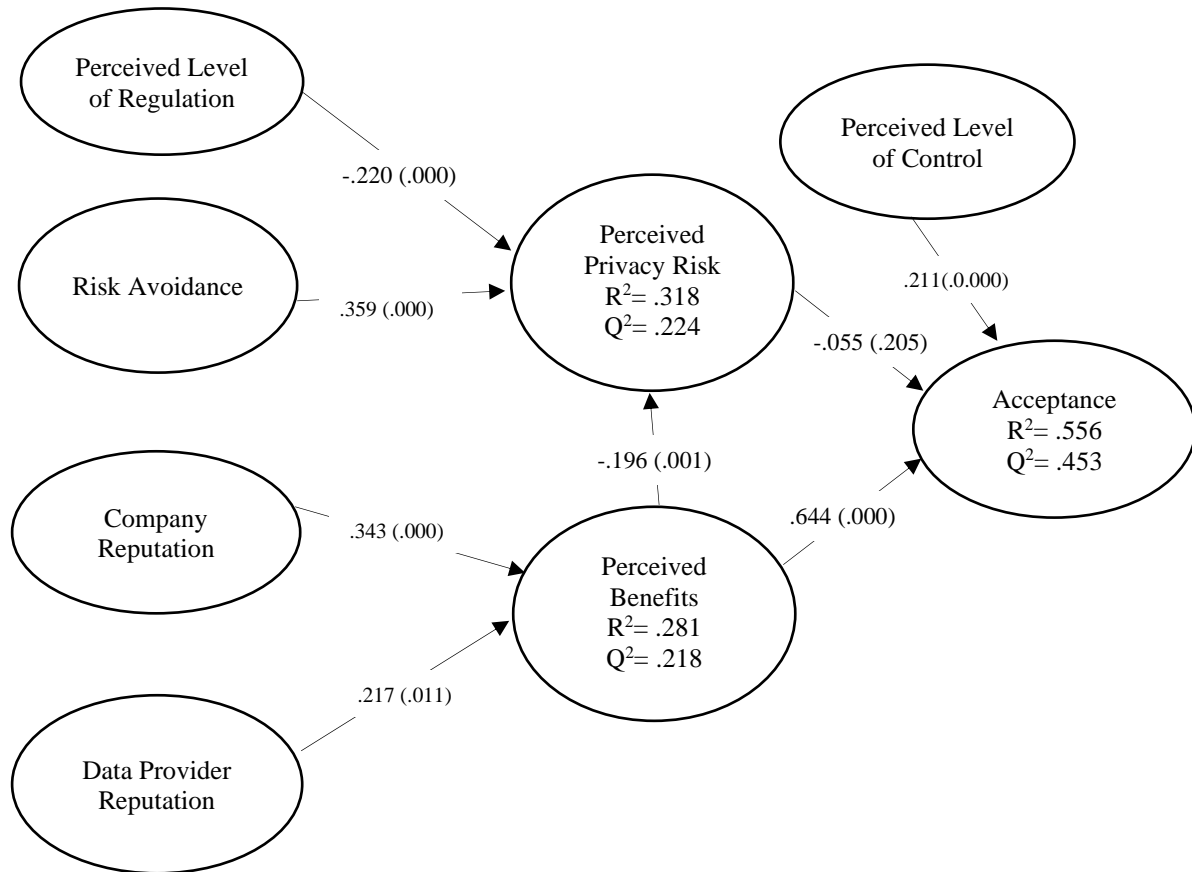 Perceived Level
of Regulation
Perceived Level
of Control
-.220 (.000)
Risk Avoidance
.359 (.000)
Perceived
Privacy Risk
R²= .318
Q²= .224
.211(.0.000)
-.055 (.205)
Acceptance
R²= .556
Q²= .453
-.196 (.001)
Company
Reputation
.343 (.000)
.644 (.000)
Perceived
Benefits
R²= .281
Q²= .218
.217 (.011)
Data Provider
Reputation